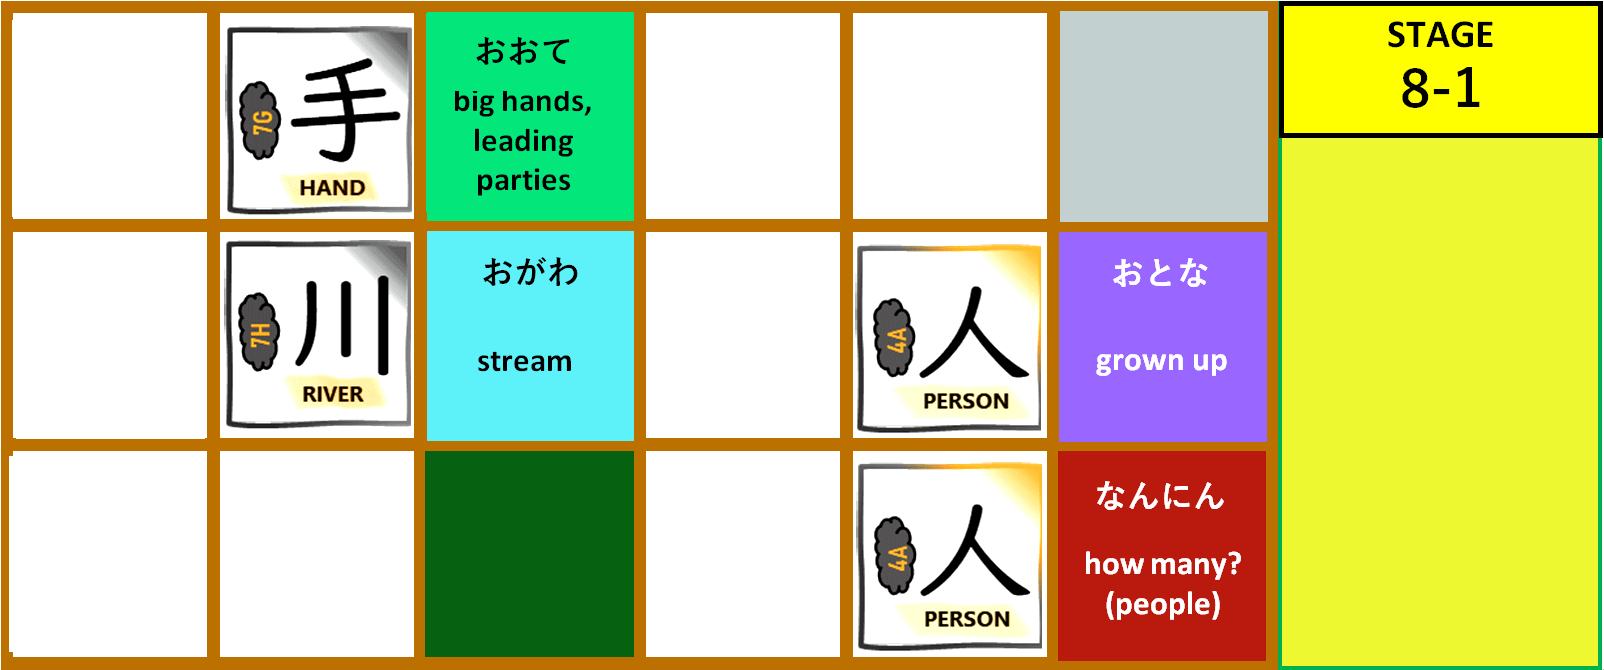 手
7G
HAND
おおて
big hands,
leading
parties
STAGE
8-1
川
7H
RIVER
おがわ
stream
人
4A
PERSON
おとな
grown up
人
4A
PERSON
なんにん
how many?
(people)